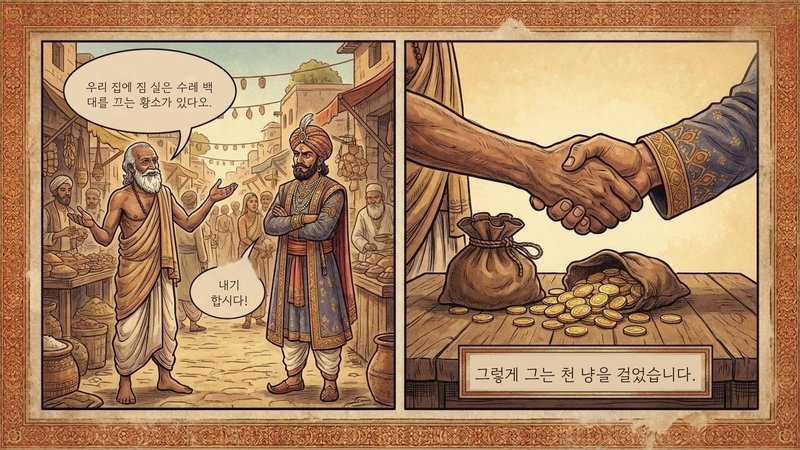 우리 집에 짐 실은 수레 백
대를 끄는 황소가 있다오.
내기
합시다!
그렇게 그는 천 냥을 걸었습니다.